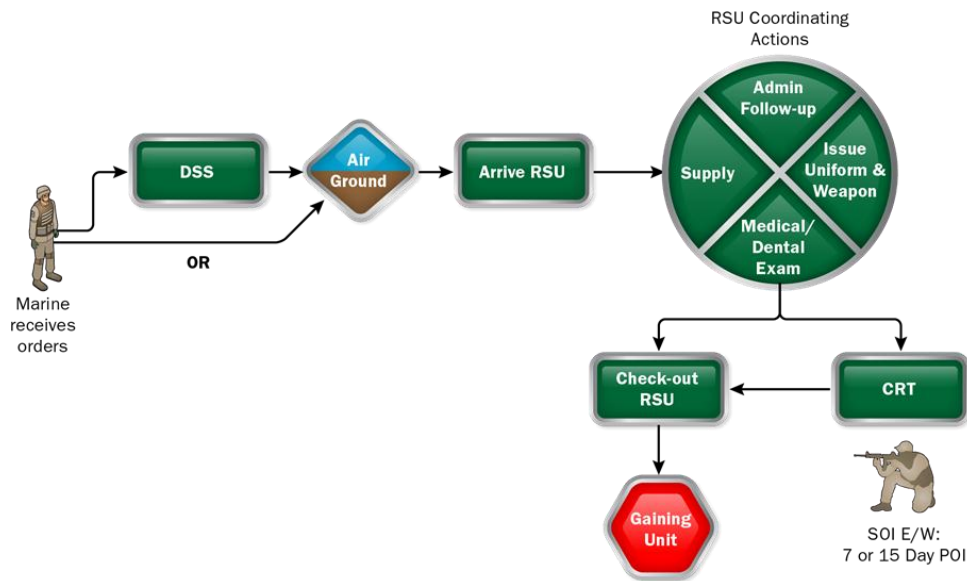 RSU Coordinating
Actions
Admin
Follow-up
Supply
Issue
Uniform &
Weapon
Medical/
Dental
Exam
DSS
Air
Ground
Arrive RSU
OR
Marine
receives
orders
Check-out
RSU
CRT
Gaining
Unit
SOI E/W:
7 or 15 Day POI